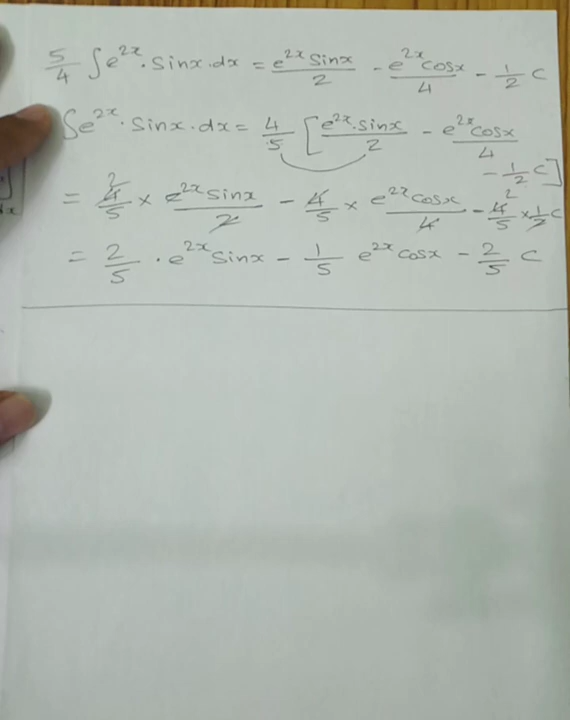 5/4 ∫e^2x · sinx · dx = e^2x sinx/2 - e^2x cosx/4 - 1/2 C
∫e^2x · sinx · dx = 4/5 [e^2x · sinx/2 - e^2x cosx/4 - 1/2 C]
= 4/5 × e^2x sinx/2 - 4/5 × e^2x cosx/4 - 4/5 × 1/2 C
= 2/5 · e^2x sinx - 1/5 e^2x cosx - 2/5 C